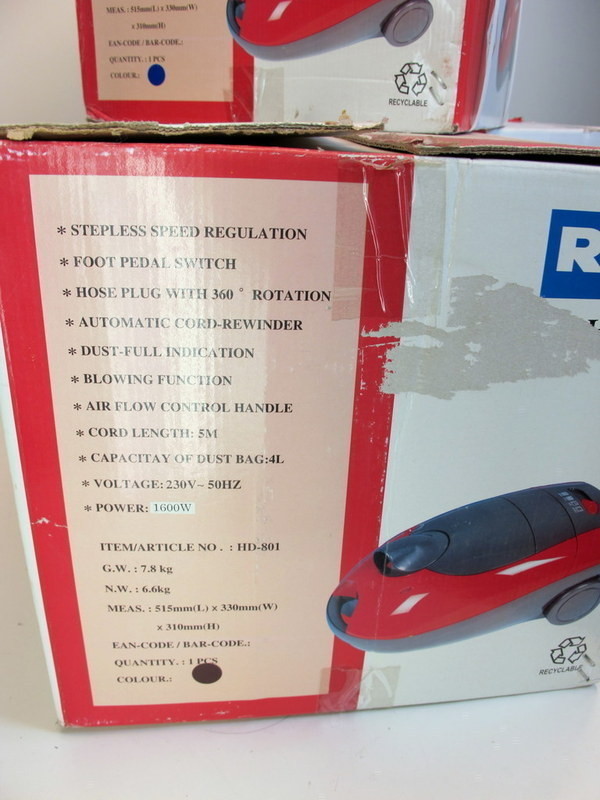 MEAS. : 515mm(L) x 330mm(W)
x 310mm(H)
EAN-CODE / BAR-CODE.:
QUANTITY. : 1 PCS
COLOUR.:
RECYCLABLE
* STEPLESS SPEED REGULATION
* FOOT PEDAL SWITCH
* HOSE PLUG WITH 360 ° ROTATION
* AUTOMATIC CORD-REWINDER
* DUST-FULL INDICATION
* BLOWING FUNCTION
* AIR FLOW CONTROL HANDLE
* CORD LENGTH: 5M
* CAPACITAY OF DUST BAG:4L
* VOLTAGE: 230V~ 50HZ
* POWER: 1600W
ITEM/ARTICLE NO. : HD-801
G.W. : 7.8 kg
N.W. : 6.6kg
MEAS. : 515mm(L) x 330mm(W)
x 310mm(H)
EAN-CODE / BAR-CODE.:
QUANTITY. : 1 PCS
COLOUR.:
R
RECYCLABLE